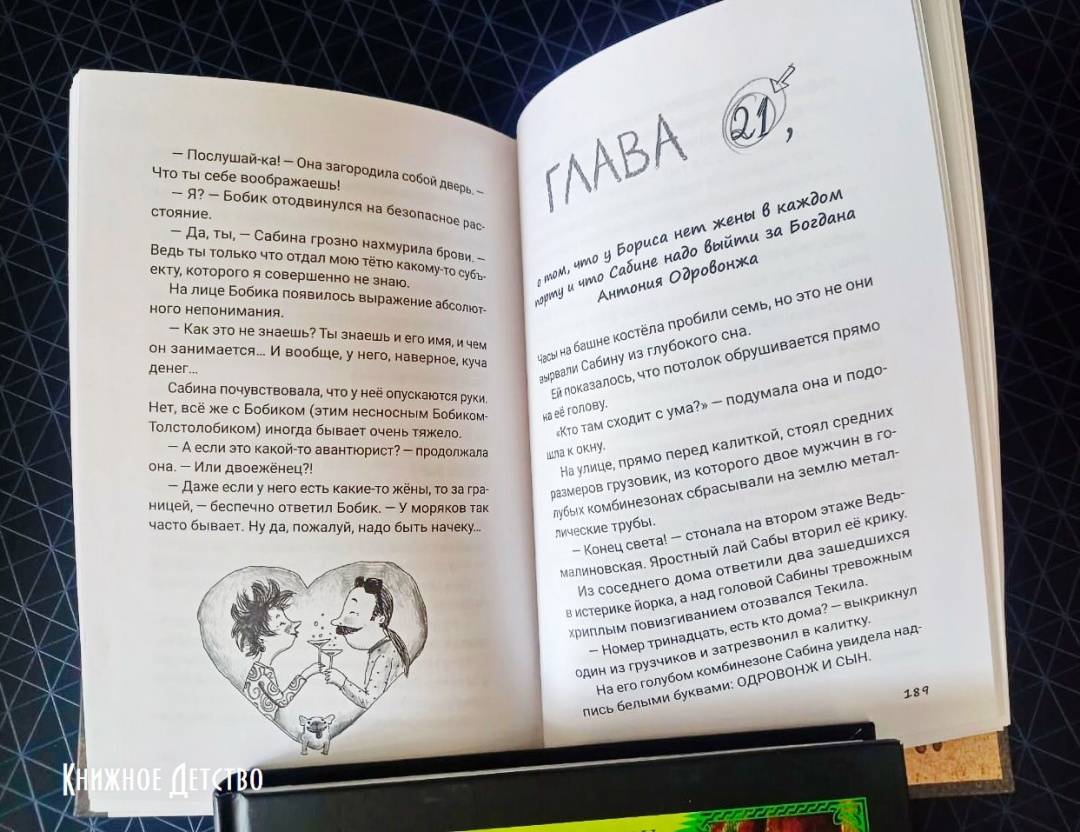 — Послушай-ка! — Она загородила собой дверь. —
Что ты себе воображаешь!
— Я? — Бобик отодвинулся на безопасное рас-
стояние.
— Да, ты, — Сабина грозно нахмурила брови. —
Ведь ты только что отдал мою тётю какому-то субъ-
екту, которого я совершенно не знаю.
На лице Бобика появилось выражение абсолют-
ного непонимания.
— Как это не знаешь? Ты знаешь и его имя, и чем
он занимается... И вообще, у него, наверное, куча
денег...
Сабина почувствовала, что у неё опускаются руки.
Нет, всё же с Бобиком (этим несносным Бобиком-
Толстолобиком) иногда бывает очень тяжело.
— А если это какой-то авантюрист? — продолжала
она. — Или двоежёнец?!
— Даже если у него есть какие-то жёны, то за гра-
ницей, — беспечно ответил Бобик. — У моряков так
часто бывает. Ну да, пожалуй, надо быть начеку...
ГЛАВА 21,
о том, что у Бориса нет жены в каждом
порту и что Сабине надо выйти за Богдана
Антония Одровонжа
Часы на башне костёла пробили семь, но это не они
вырвали Сабину из глубокого сна.
Ей показалось, что потолок обрушивается прямо
на её голову.
«Кто там сходит с ума?» — подумала она и подо-
шла к окну.
На улице, прямо перед калиткой, стоял средних
размеров грузовик, из которого двое мужчин в го-
лубых комбинезонах сбрасывали на землю метал-
лические трубы.
— Конец света! — стонала на втором этаже Ведь-
малиновская. Яростный лай Сабы вторил её крику.
Из соседнего дома ответили два зашедшихся
в истерике йорка, а над головой Сабины тревожным
хриплым повизгиванием отозвался Текила.
— Номер тринадцать, есть кто дома? — выкрикнул
один из грузчиков и затрезвонил в калитку.
На его голубом комбинезоне Сабина увидела над-
пись белыми буквами: ОДРОВОНЖ И СЫН.
189
Книжное Детство